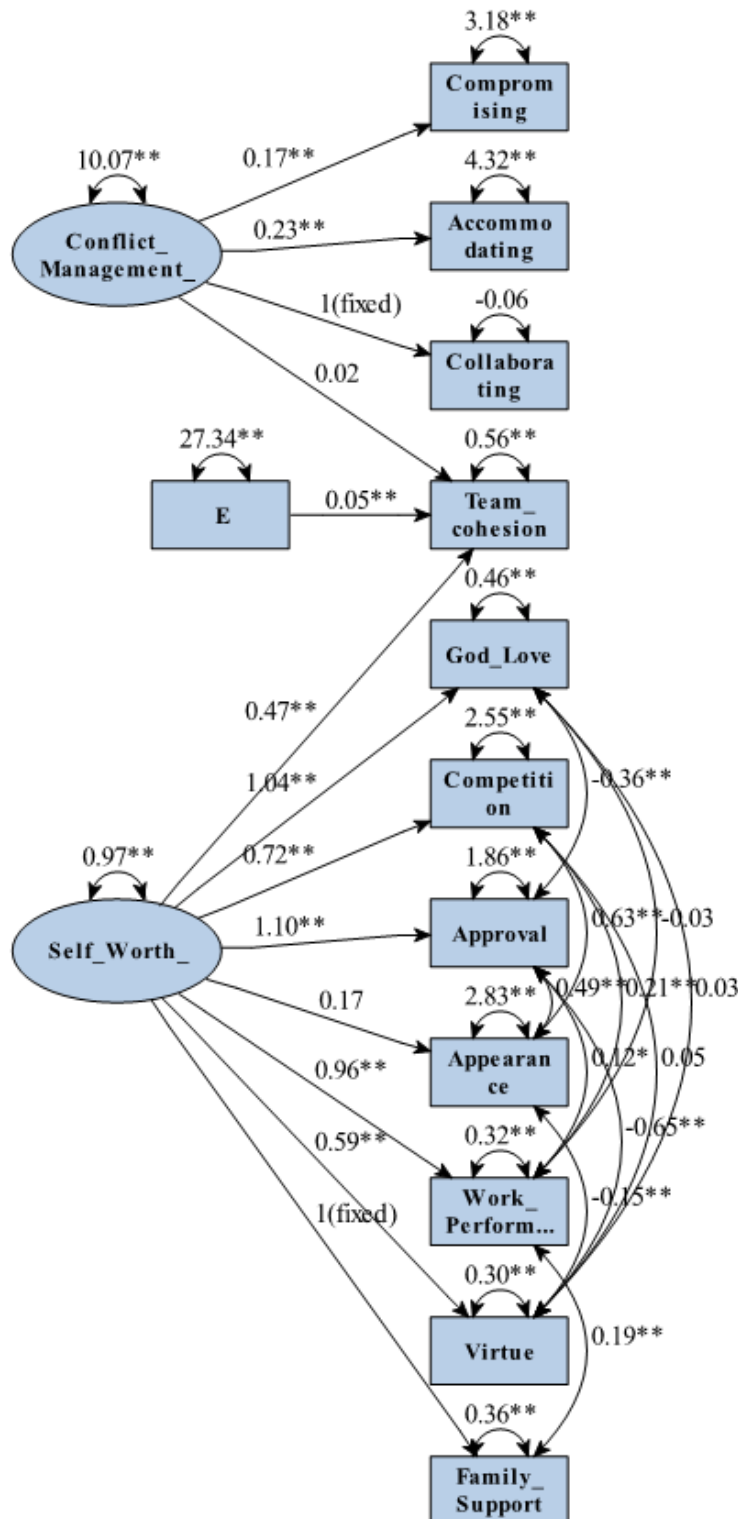 3.18**
Comprom
ising
10.07**
0.17**
4.32**
Conflict_
Management_
0.23**
Accommo
dating
1(fixed)
-0.06
Collabora
ting
0.02
27.34**
0.56**
E
0.05**
Team_
cohesion
0.46**
God_Love
0.47**
2.55**
1.04**
Competiti
on
-0.36**
0.97**
0.72**
1.86**
Self_Worth_
1.10**
Approval
0.63**
-0.03
0.17
2.83**
0.49**
0.21**
0.03
Appeara
nce
0.12*
0.05
0.96**
0.32**
-0.65**
0.59**
Work_
Perform...
-0.15**
1(fixed)
0.30**
Virtue
0.19**
0.36**
Family_
Support